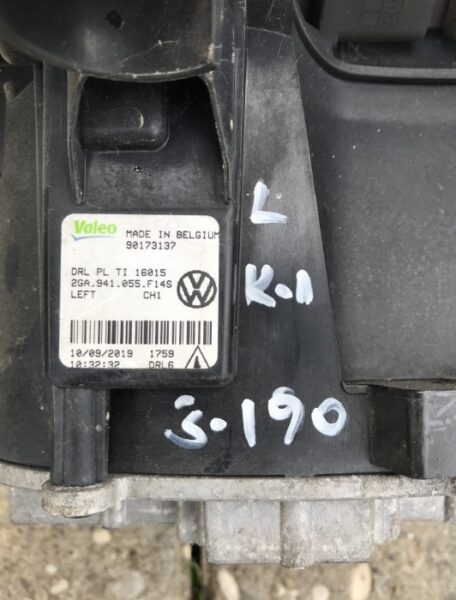 Valeo MADE IN BELGIUM
90173137
DRL PL TI 16015
2GA.941.055.F14S
LEFT CH1
10/09/2019 1759
10:32:32 DRL6
L
K.1
S-190